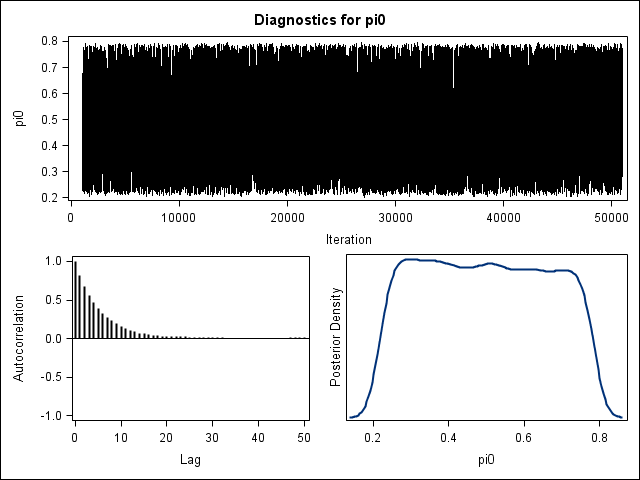 Diagnostics for pi0
0.8
0.7
0.6
0.5
0.4
0.3
0.2
pi0
0 10000 20000 30000 40000 50000
Iteration
1.0
0.5
0.0
-0.5
-1.0
Autocorrelation
0 10 20 30 40 50
Lag
Posterior Density
0.2 0.4 0.6 0.8
pi0